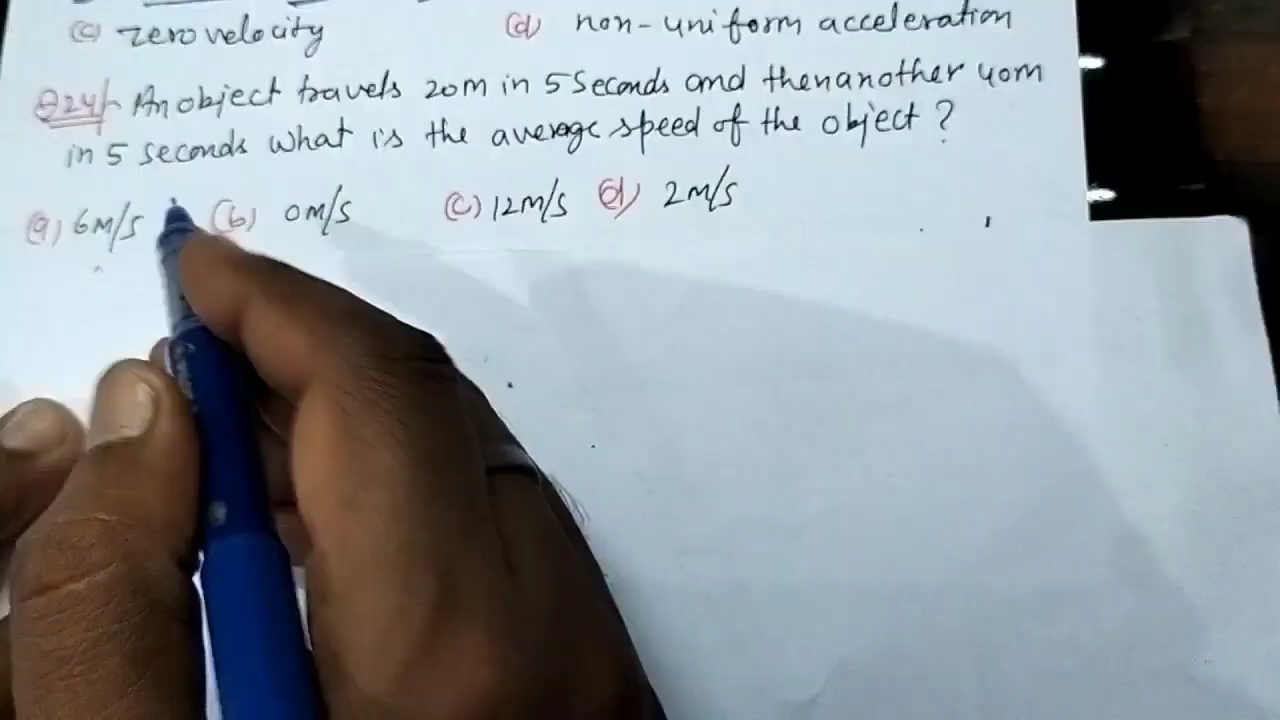 (c) zero velocity (d) non-uniform acceleration
Q24/- An object travels 20m in 5 Seconds and then another 40m
in 5 seconds what is the average speed of the object ?
(a) 6m/s (b) 0m/s (c) 12m/s (d) 2m/s